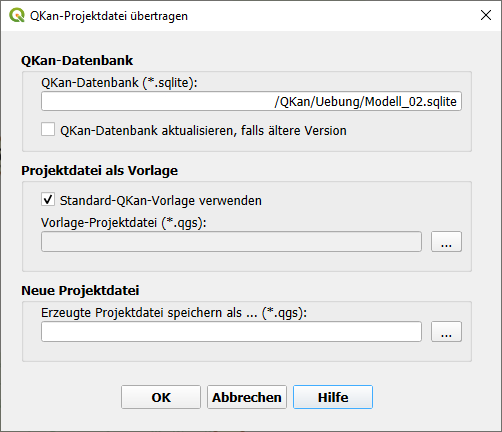 QKan-Projektdatei übertragen
QKan-Datenbank
QKan-Datenbank (*.sqlite):
/QKan/Uebung/Modell_02.sqlite
QKan-Datenbank aktualisieren, falls ältere Version
Projektdatei als Vorlage
Standard-QKan-Vorlage verwenden
Vorlage-Projektdatei (*.qgs):
...
Neue Projektdatei
Erzeugte Projektdatei speichern als ... (*.qgs):
...
OK Abbrechen Hilfe